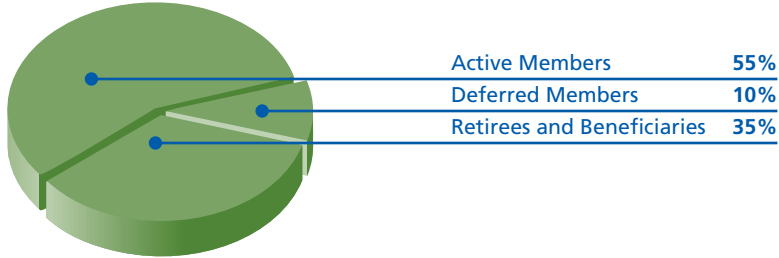 Active Members 55%
Deferred Members 10%
Retirees and Beneficiaries 35%